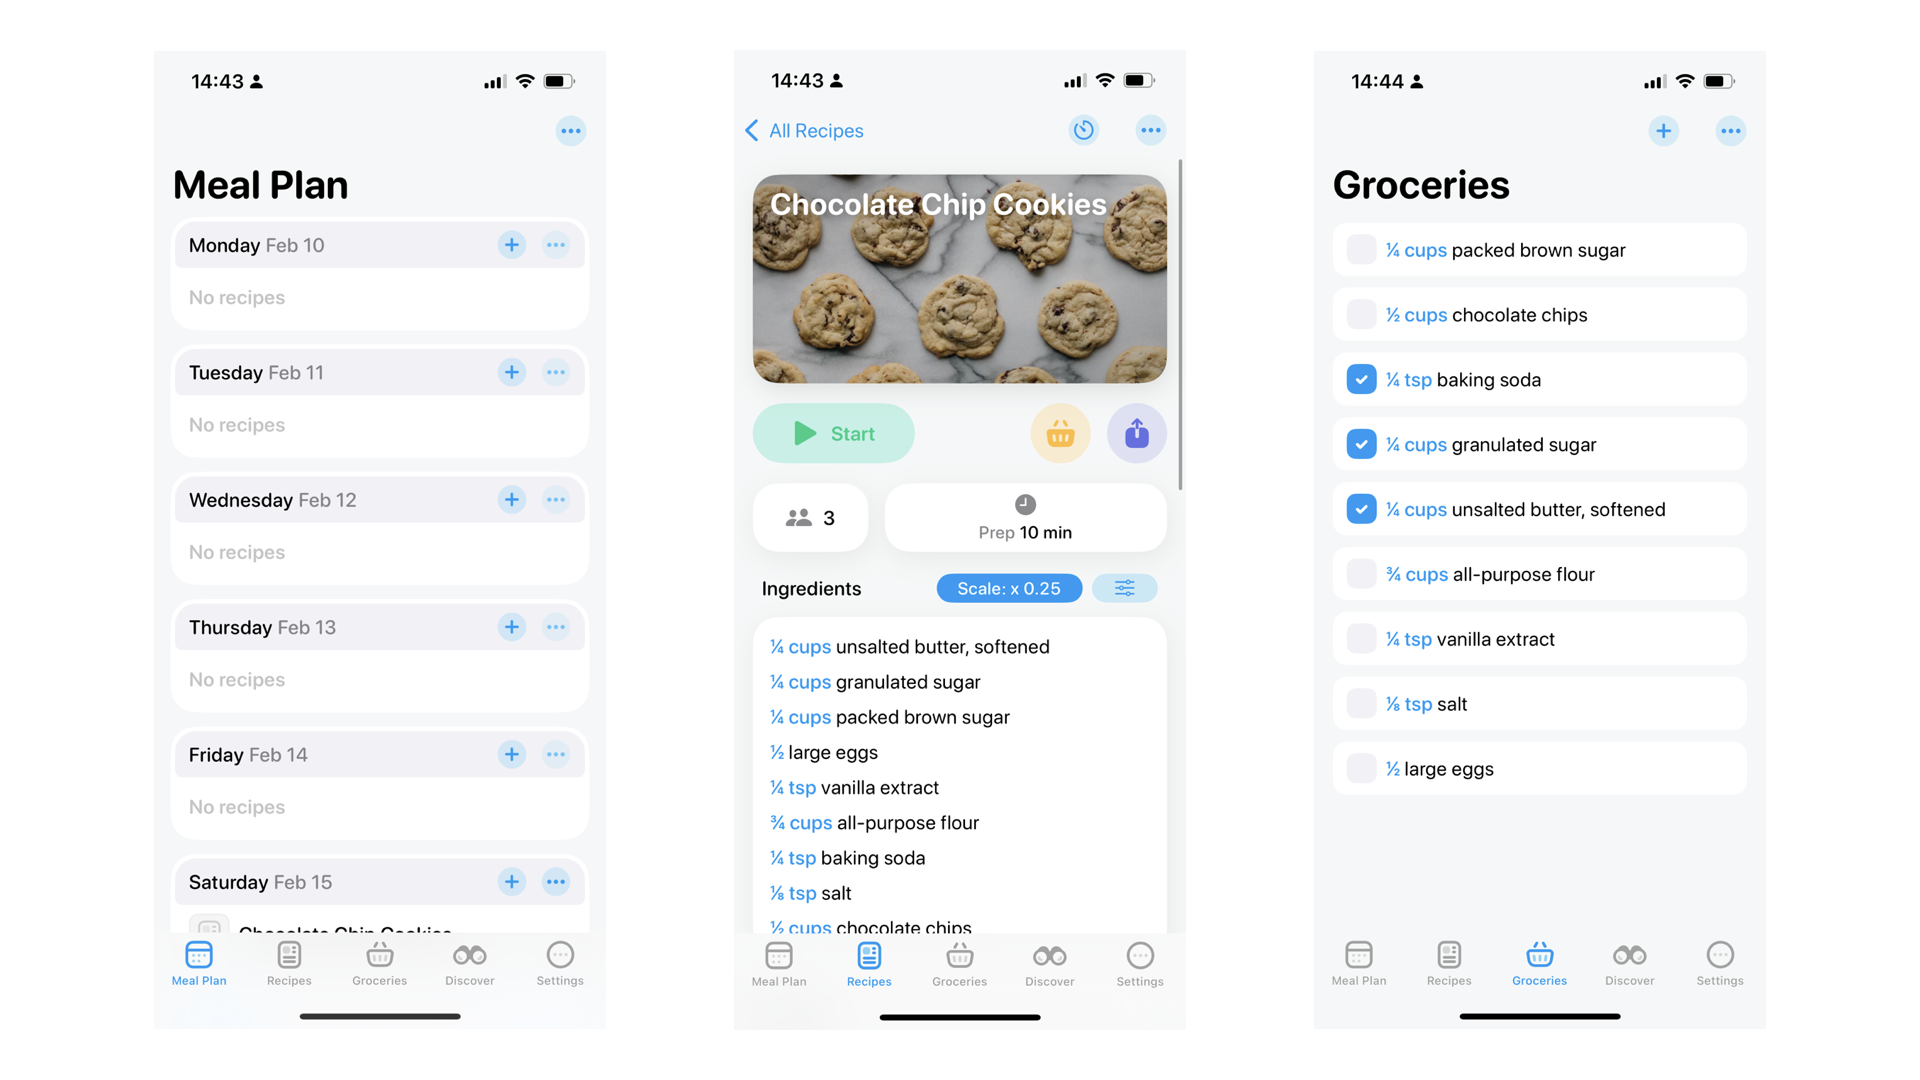 14:43
Meal Plan
Monday Feb 10
No recipes
Tuesday Feb 11
No recipes
Wednesday Feb 12
No recipes
Thursday Feb 13
No recipes
Friday Feb 14
No recipes
Saturday Feb 15
Chocolate Chip Cookies
Meal Plan Recipes Groceries Discover Settings
14:43
All Recipes
Chocolate Chip Cookies
Start
3
Prep 10 min
Ingredients Scale: x 0.25
¼ cups unsalted butter, softened
¼ cups granulated sugar
¼ cups packed brown sugar
½ large eggs
¼ tsp vanilla extract
¾ cups all-purpose flour
¼ tsp baking soda
⅛ tsp salt
½ cups chocolate chips
Meal Plan Recipes Groceries Discover Settings
14:44
Groceries
¼ cups packed brown sugar
½ cups chocolate chips
¼ tsp baking soda
¼ cups granulated sugar
¼ cups unsalted butter, softened
¾ cups all-purpose flour
¼ tsp vanilla extract
⅛ tsp salt
½ large eggs
Meal Plan Recipes Groceries Discover Settings